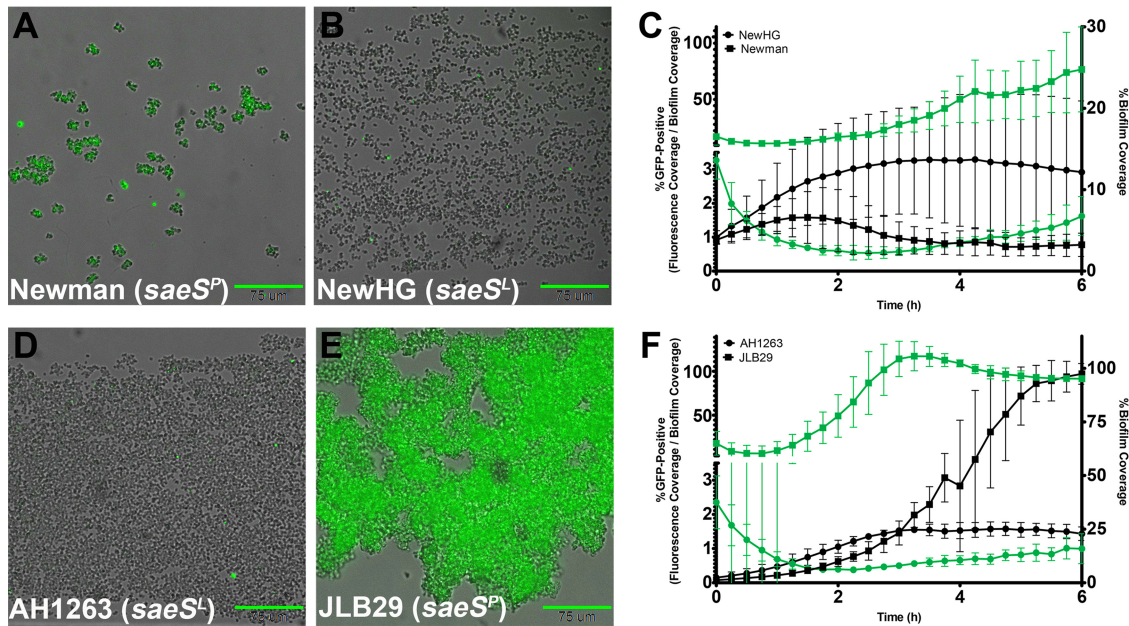 A
Newman (saeS^P)
75 um
B
NewHG (saeS^L)
75 um
C
NewHG
Newman
%GFP-Positive
(Fluorescence Coverage / Biofilm Coverage)
100
50
3
2
1
0
30
20
10
0
% Biofilm Coverage
0 2 4 6
Time (h)
D
AH1263 (saeS^L)
75 um
E
JLB29 (saeS^P)
75 um
F
AH1263
JLB29
%GFP-Positive
(Fluorescence Coverage / Biofilm Coverage)
100
50
3
2
1
0
100
75
50
25
0
% Biofilm Coverage
0 2 4 6
Time (h)